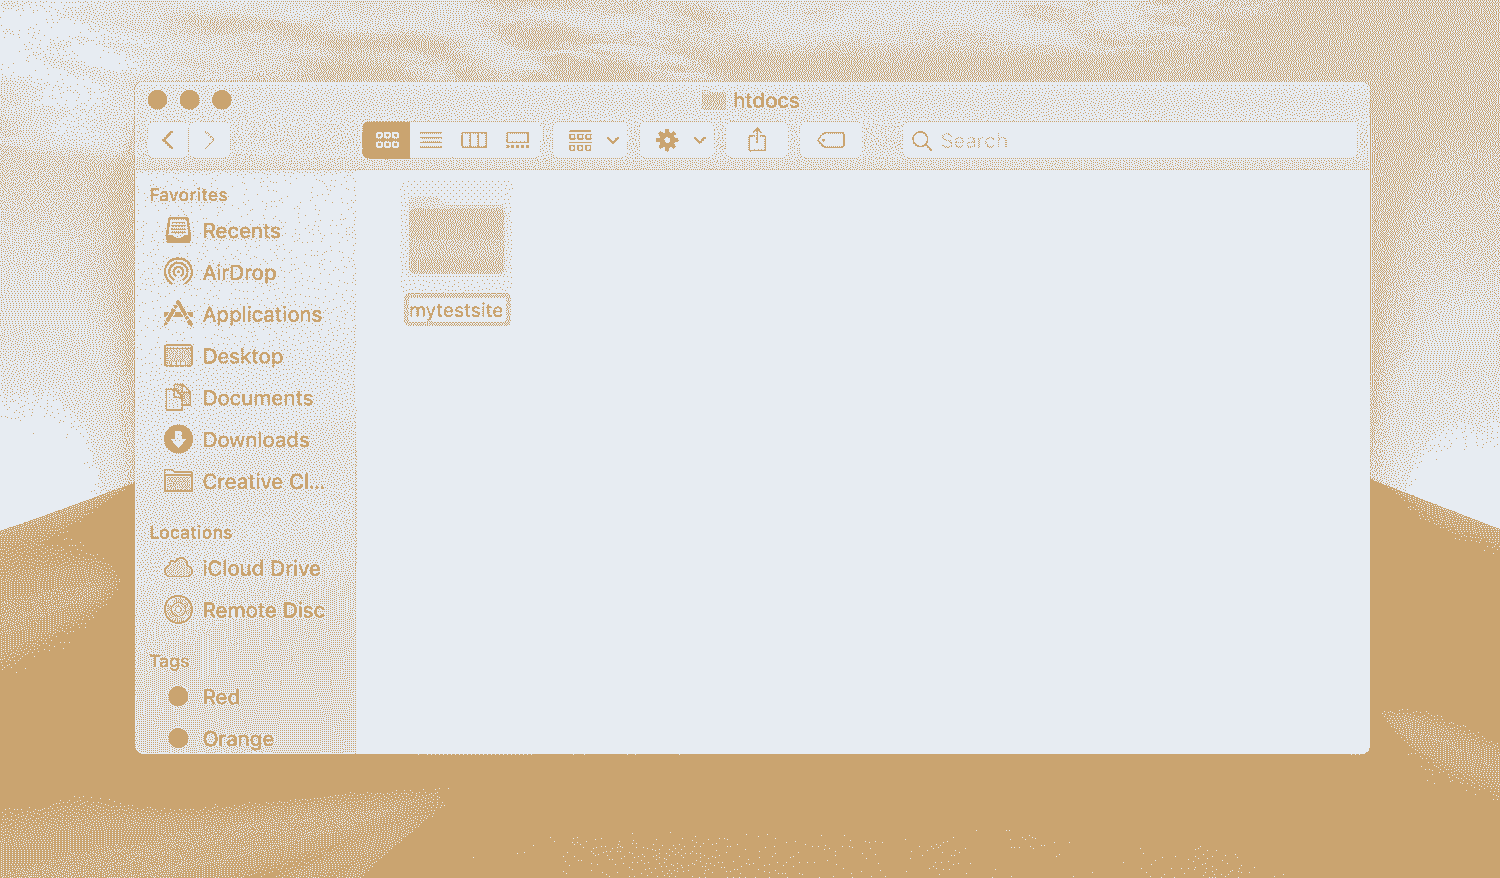 htdocs
Search
Favorites
Recents
AirDrop
Applications
Desktop
Documents
Downloads
Creative Cl...
Locations
iCloud Drive
Remote Disc
Tags
Red
Orange
mytestsite